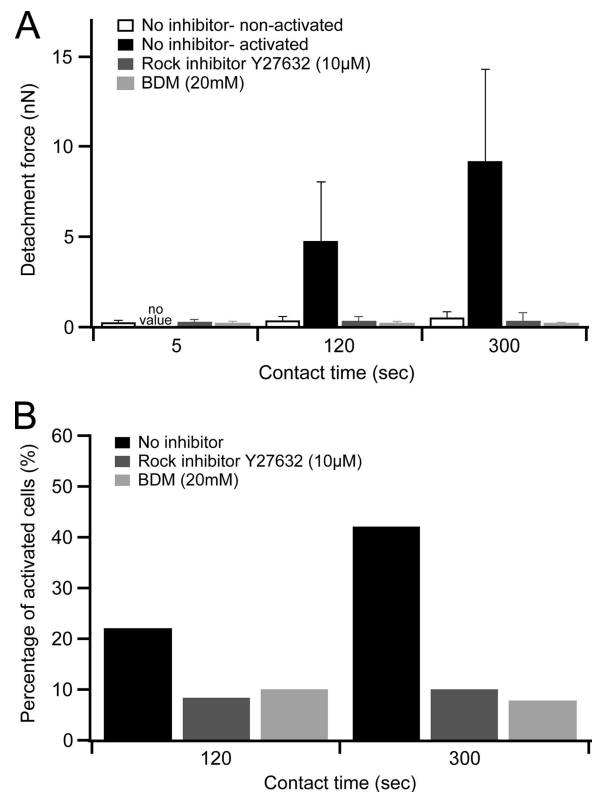 A
No inhibitor- non-activated
No inhibitor- activated
Rock inhibitor Y27632 (10µM)
BDM (20mM)
Detachment force (nN)
15
10
5
0
no
value
5 120 300
Contact time (sec)
B
No inhibitor
Rock inhibitor Y27632 (10µM)
BDM (20mM)
Percentage of activated cells (%)
60
50
40
30
20
10
0
120 300
Contact time (sec)